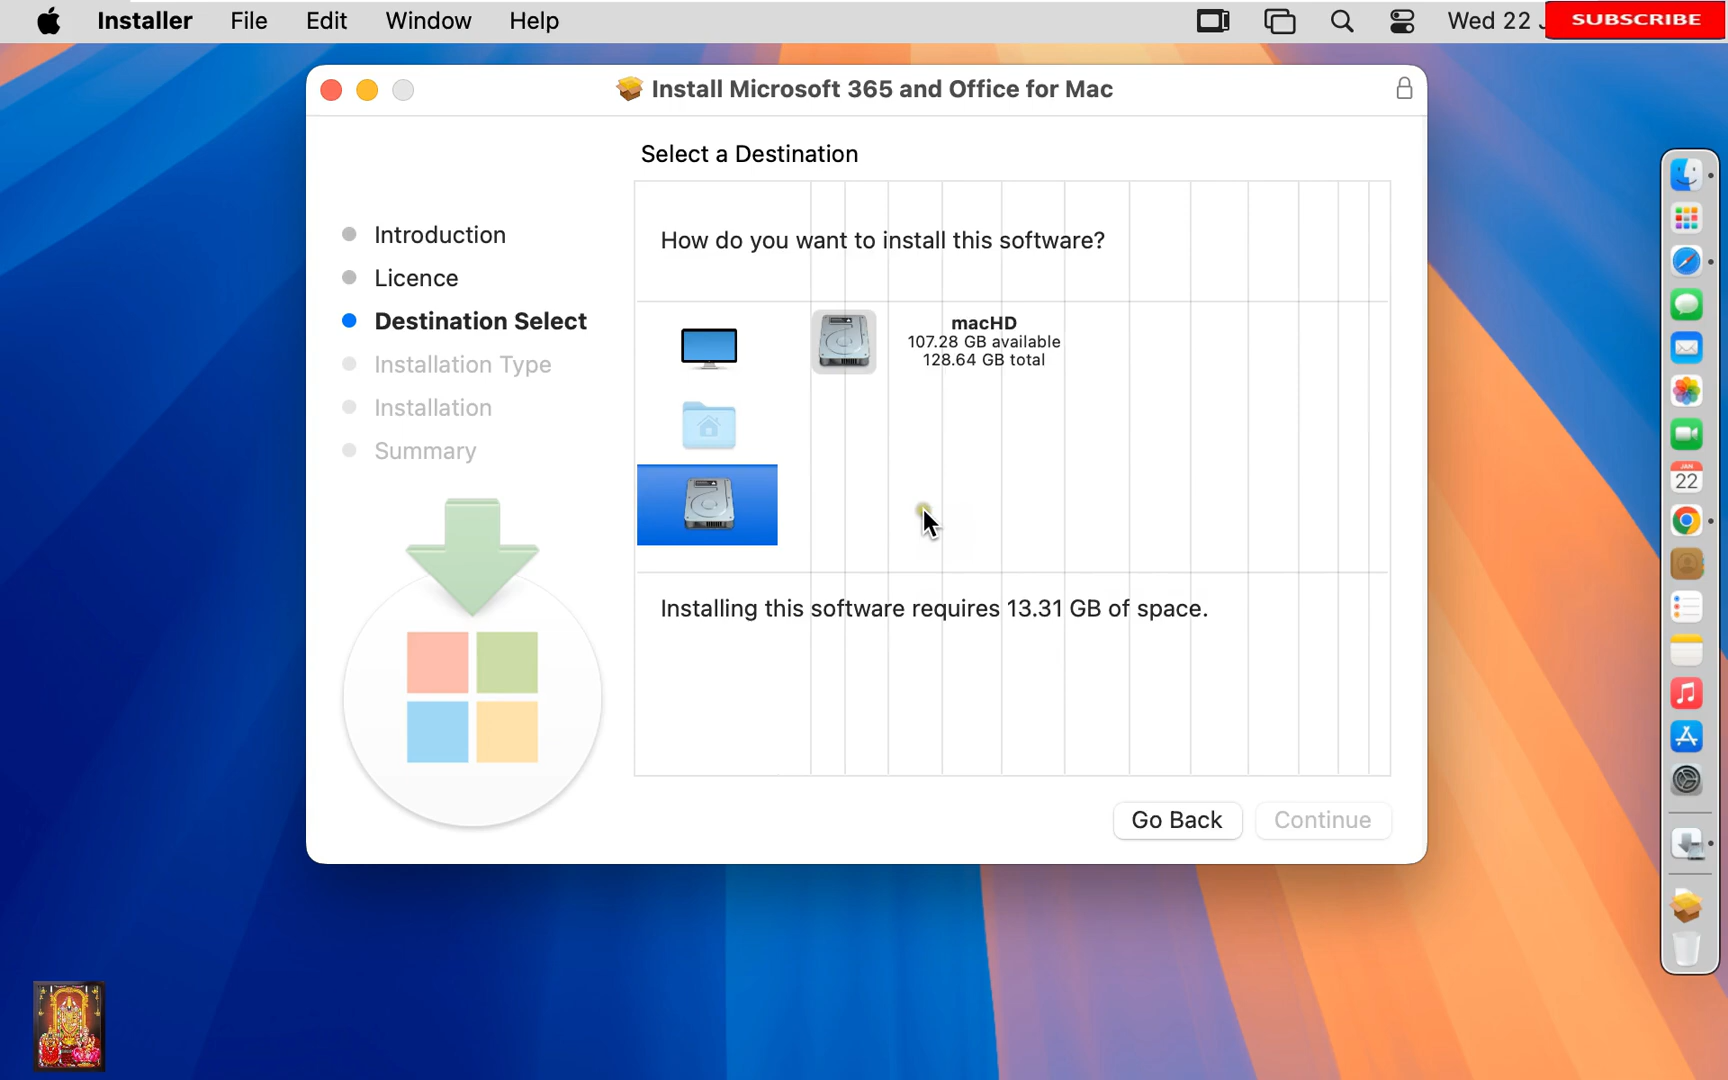 Installer File Edit Window Help Wed 22 J SUBSCRIBE
Install Microsoft 365 and Office for Mac
Select a Destination
Introduction
Licence
Destination Select
Installation Type
Installation
Summary
How do you want to install this software?
macHD
107.28 GB available
128.64 GB total
Installing this software requires 13.31 GB of space.
Go Back Continue
JAN
22